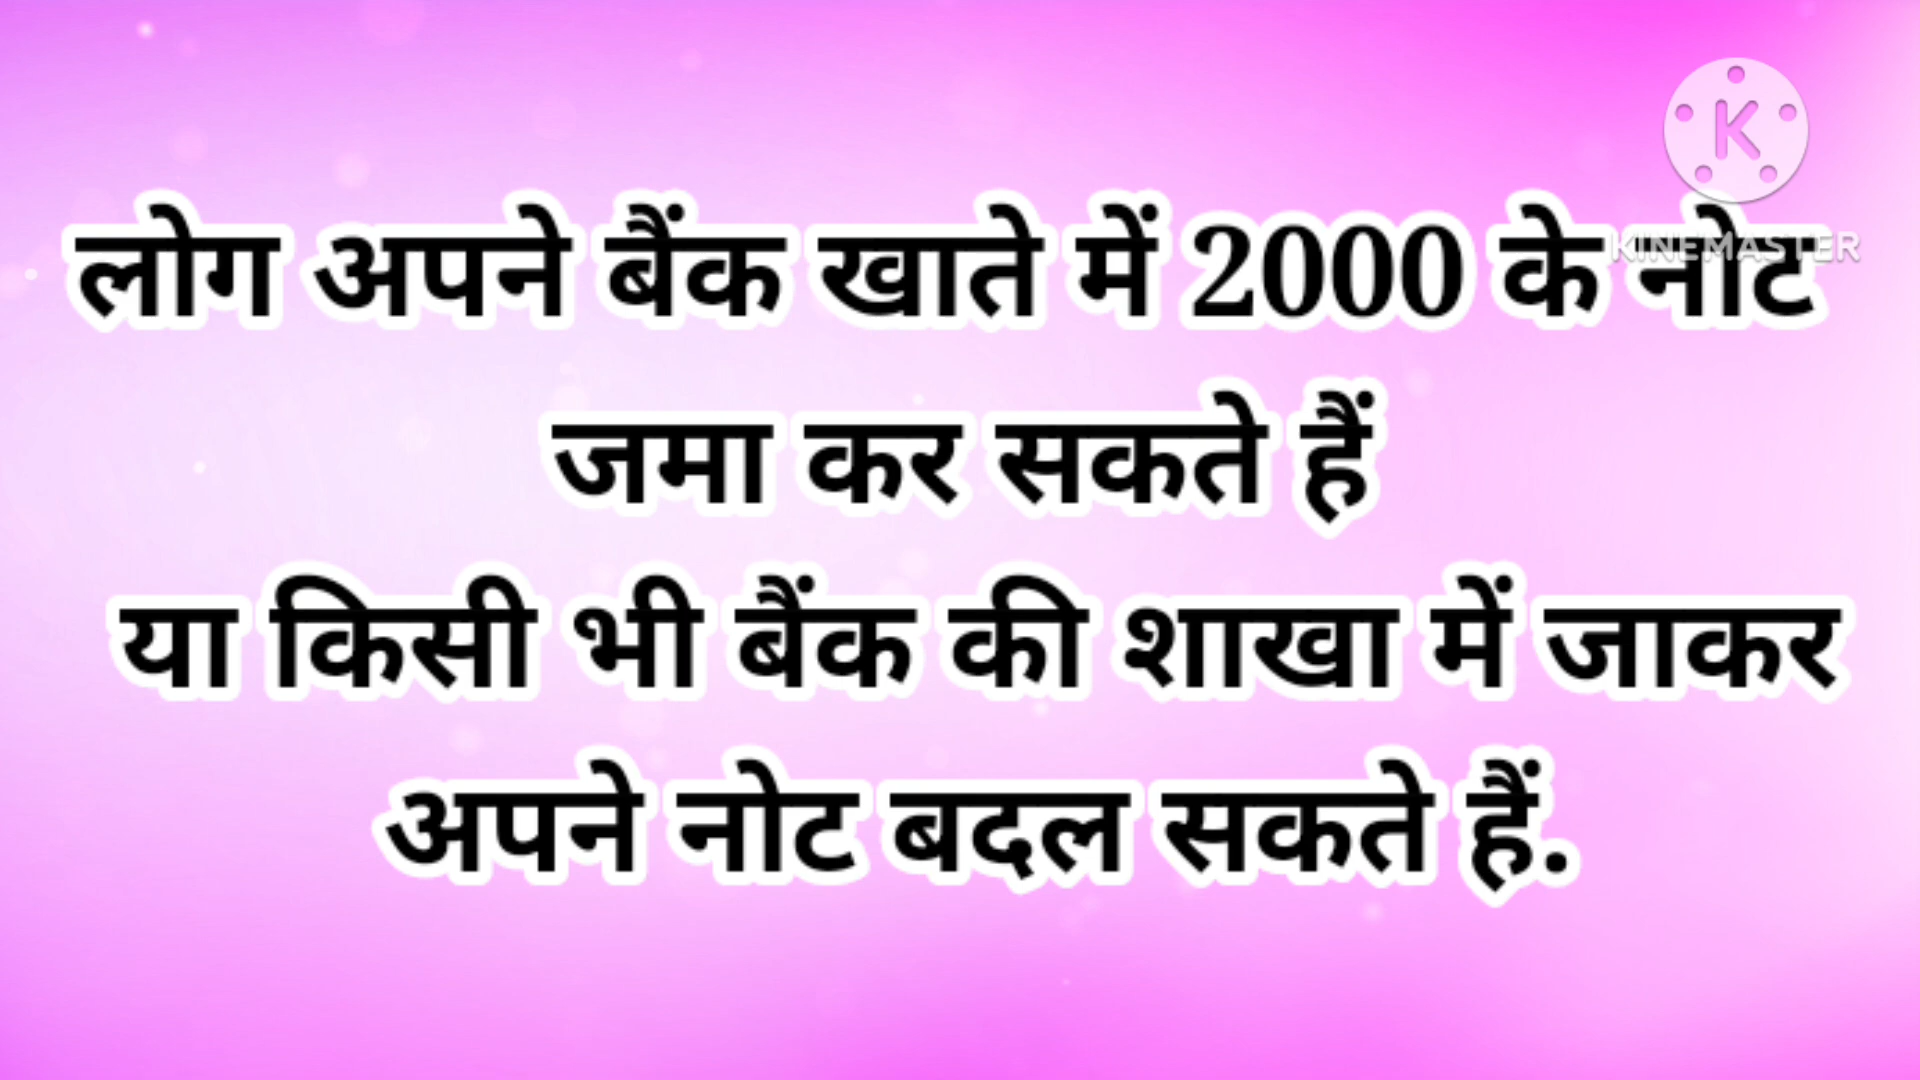 K
KINEMASTER
लोग अपने बैंक खाते में 2000 के नोट
जमा कर सकते हैं
या किसी भी बैंक की शाखा में जाकर
अपने नोट बदल सकते हैं.